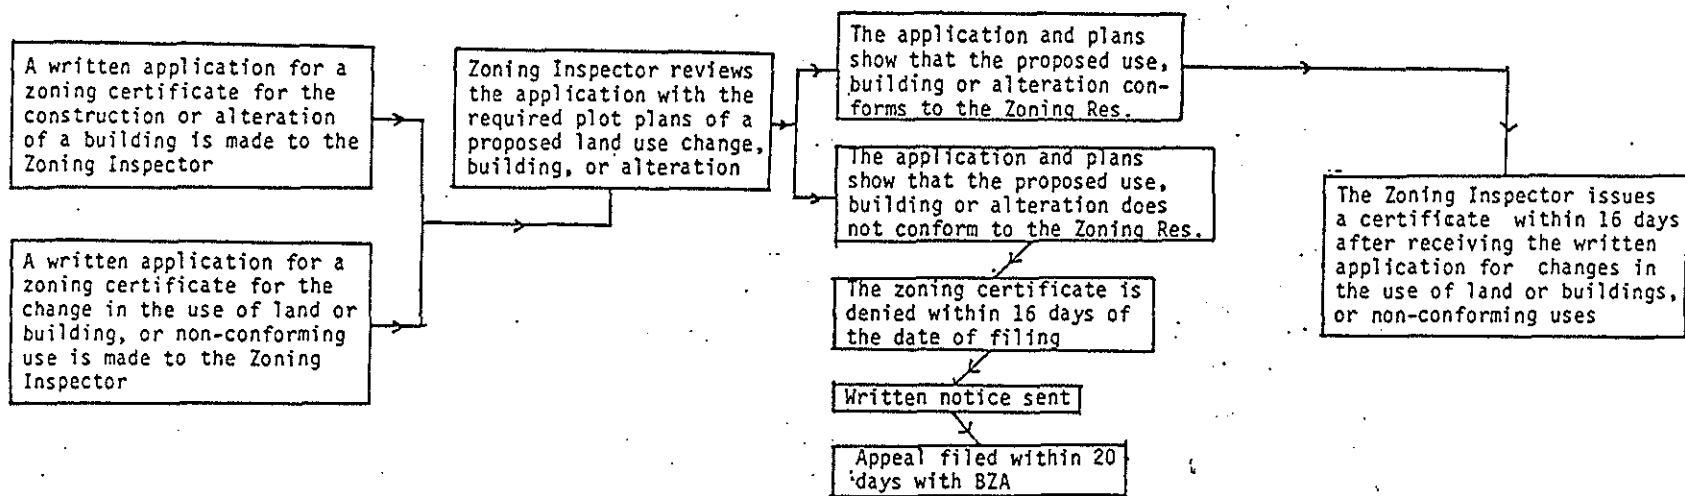 A written application for a
zoning certificate for the
construction or alteration
of a building is made to the
Zoning Inspector
A written application for a
zoning certificate for the
change in the use of land or
building, or non-conforming
use is made to the Zoning
Inspector
Zoning Inspector reviews
the application with the
required plot plans of a
proposed land use change,
building, or alteration
The application and plans
show that the proposed use,
building or alteration con-
forms to the Zoning Res.
The application and plans
show that the proposed use,
building or alteration does
not conform to the Zoning Res.
The zoning certificate is
denied within 16 days of
the date of filing
Written notice sent
Appeal filed within 20
days with BZA
The Zoning Inspector issues
a certificate within 16 days
after receiving the written
application for changes in
the use of land or buildings,
or non-conforming uses